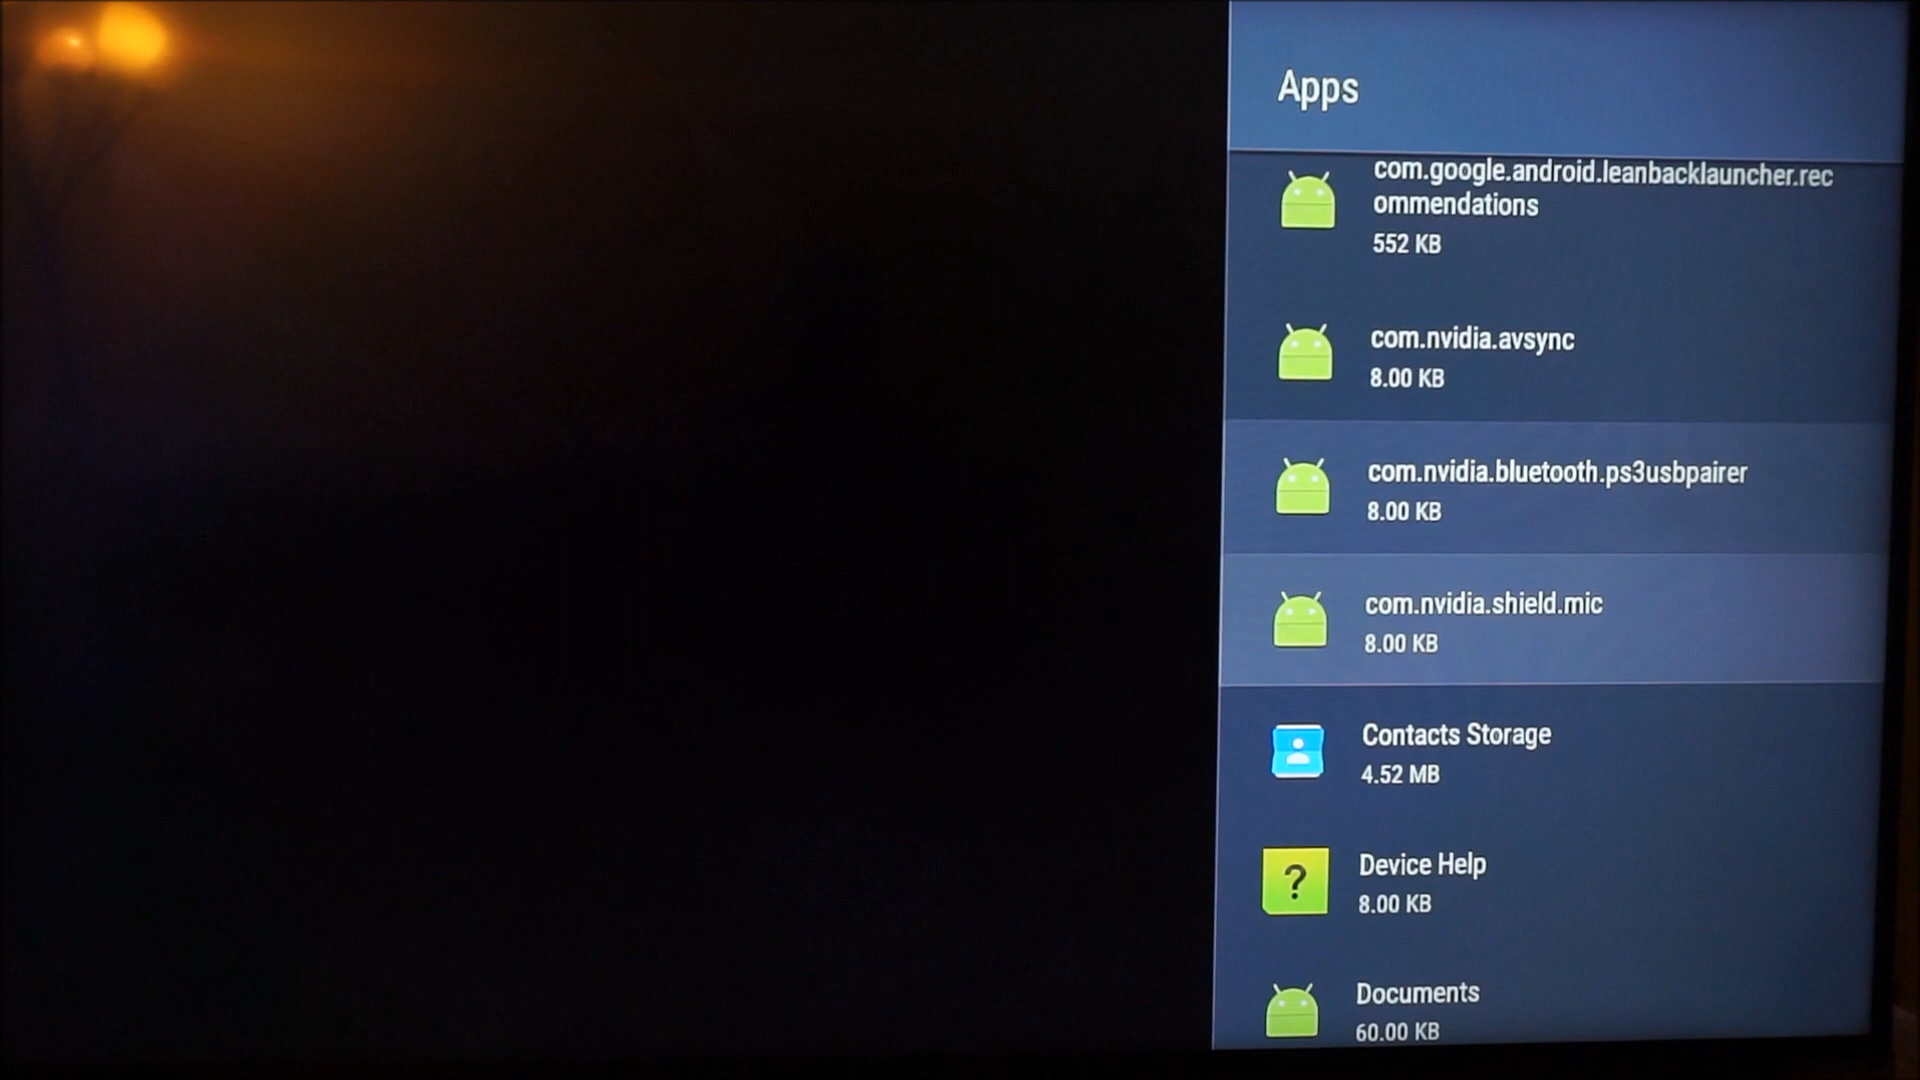 Apps
com.google.android.leanbacklauncher.rec
ommendations
552 KB
com.nvidia.avsync
8.00 KB
com.nvidia.bluetooth.ps3usbpairer
8.00 KB
com.nvidia.shield.mic
8.00 KB
Contacts Storage
4.52 MB
?
Device Help
8.00 KB
Documents
60.00 KB